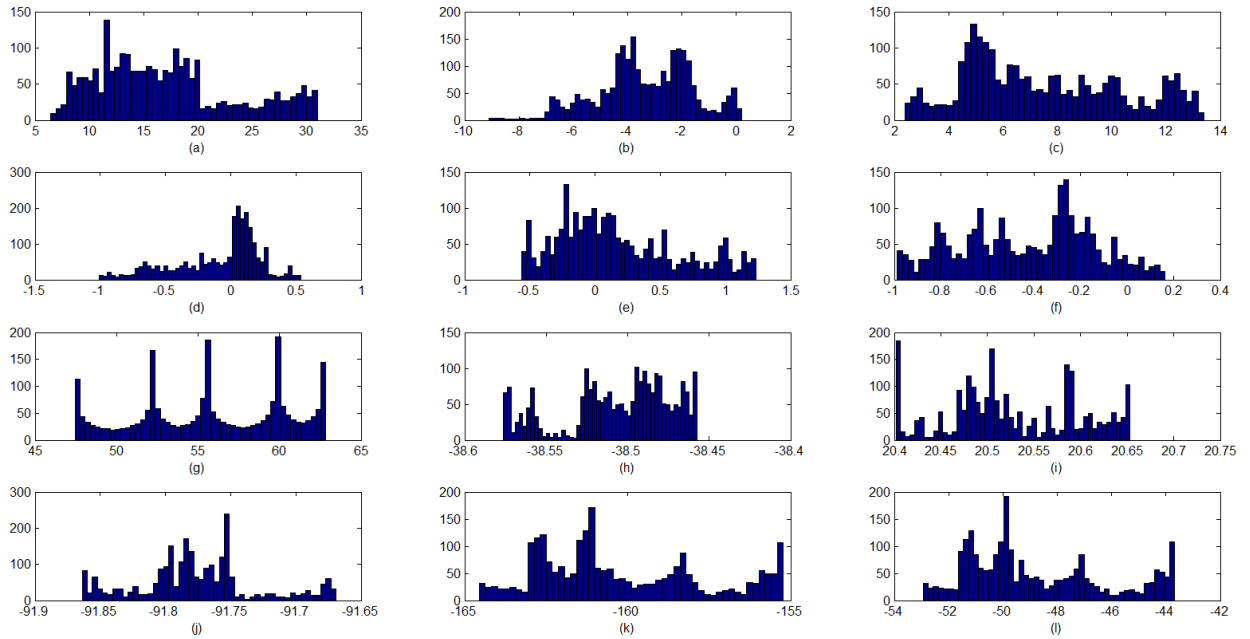 150
100
50
0
5 10 15 20 25 30 35
(a)
200
150
100
50
0
-10 -8 -6 -4 -2 0 2
(b)
150
100
50
0
2 4 6 8 10 12 14
(c)
300
200
100
0
-1.5 -1 -0.5 0 0.5 1
(d)
150
100
50
0
-1 -0.5 0 0.5 1 1.5
(e)
150
100
50
0
-1 -0.8 -0.6 -0.4 -0.2 0 0.2 0.4
(f)
200
150
100
50
0
45 50 55 60 65
(g)
150
100
50
0
-38.6 -38.55 -38.5 -38.45 -38.4
(h)
200
150
100
50
0
20.4 20.45 20.5 20.55 20.6 20.65 20.7 20.75
(i)
300
200
100
0
-91.9 -91.85 -91.8 -91.75 -91.7 -91.65
(j)
200
150
100
50
0
-165 -160 -155
(k)
200
150
100
50
0
-54 -52 -50 -48 -46 -44 -42
(l)